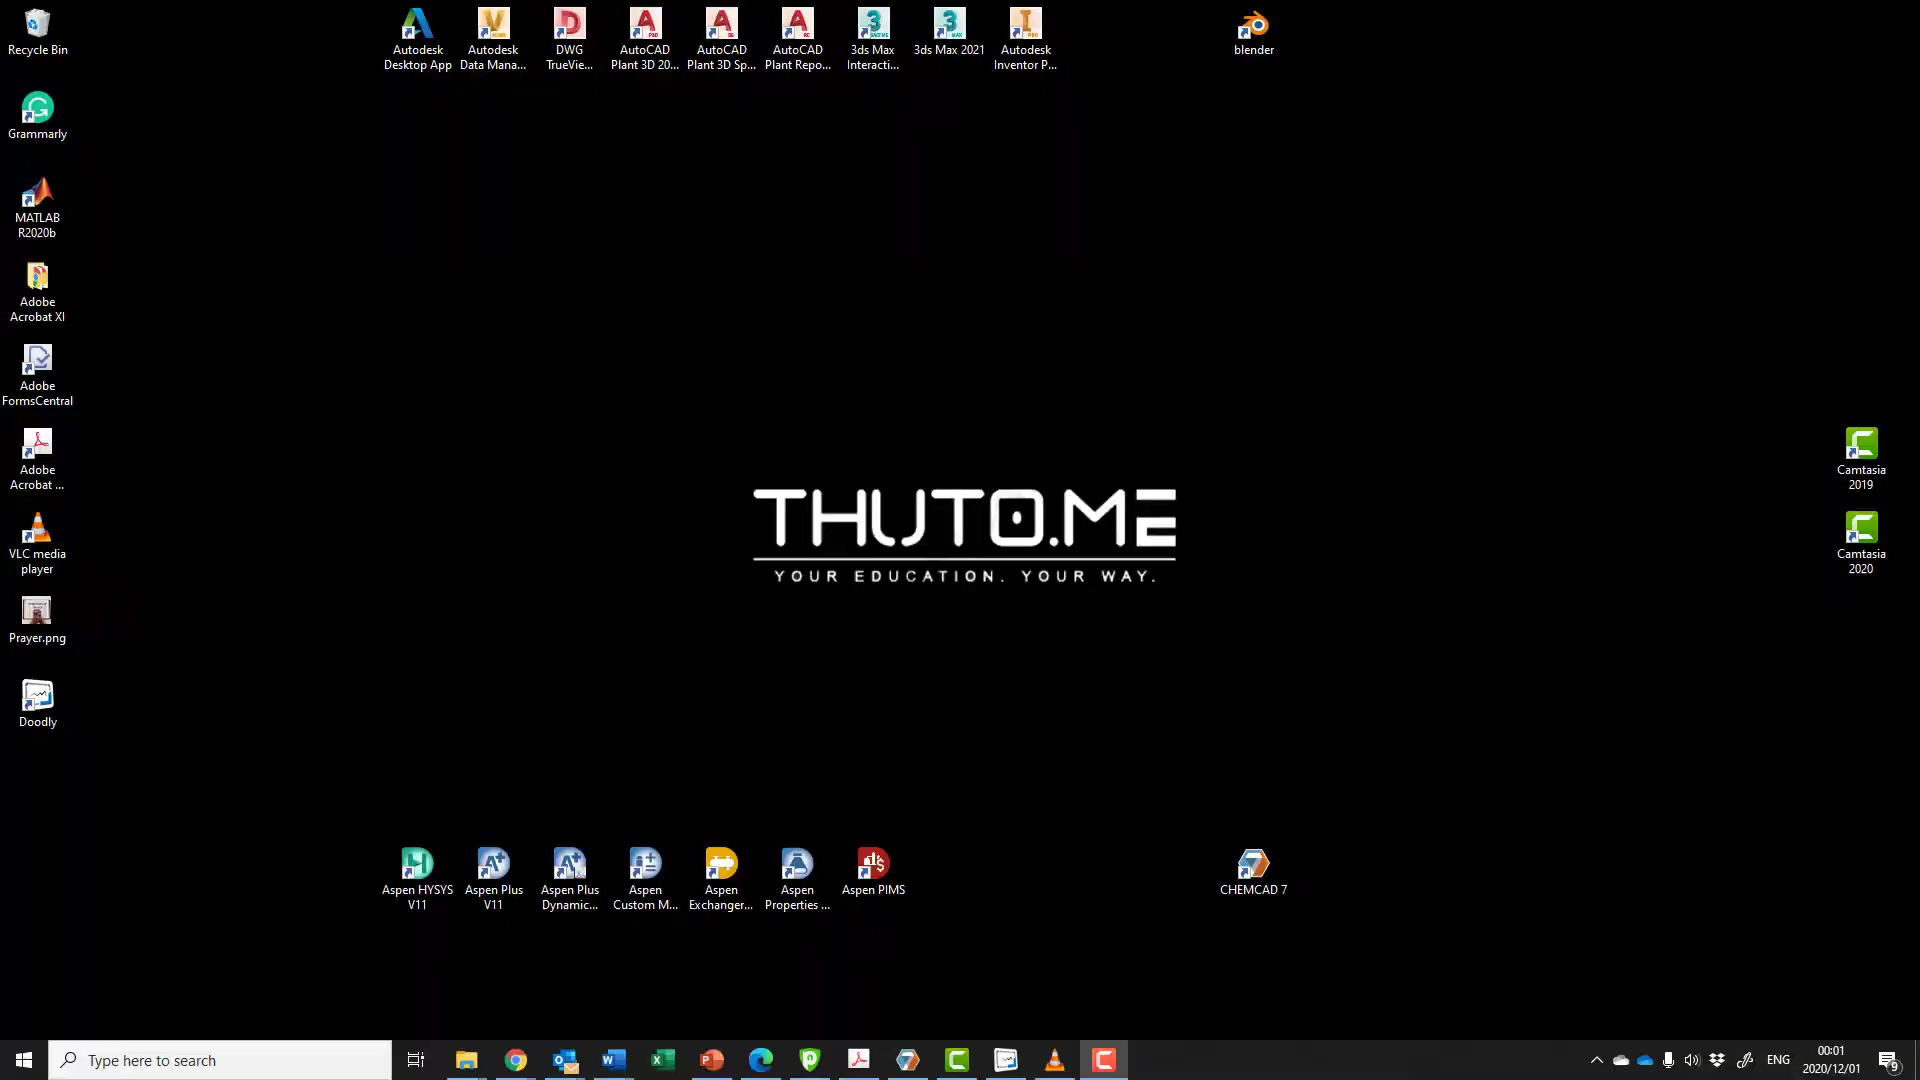 Recycle Bin
Autodesk
Desktop App
Autodesk
Data Mana...
DWG
TrueVie...
AutoCAD
Plant 3D 20...
AutoCAD
Plant 3D Sp...
AutoCAD
Plant Repo...
3ds Max
Interacti...
3ds Max 2021
Autodesk
Inventor P...
blender
Grammarly
MATLAB
R2020b
Adobe
Acrobat XI
Adobe
FormsCentral
Adobe
Acrobat ...
VLC media
player
Prayer.png
Doodly
THUTO.ME
YOUR EDUCATION. YOUR WAY.
Camtasia
2019
Camtasia
2020
Aspen HYSYS
V11
Aspen Plus
V11
Aspen Plus
Dynamic...
Aspen
Custom M...
Aspen
Exchanger...
Aspen
Properties ...
Aspen PIMS
CHEMCAD 7
Type here to search
ENG
00:01
2020/12/01
9